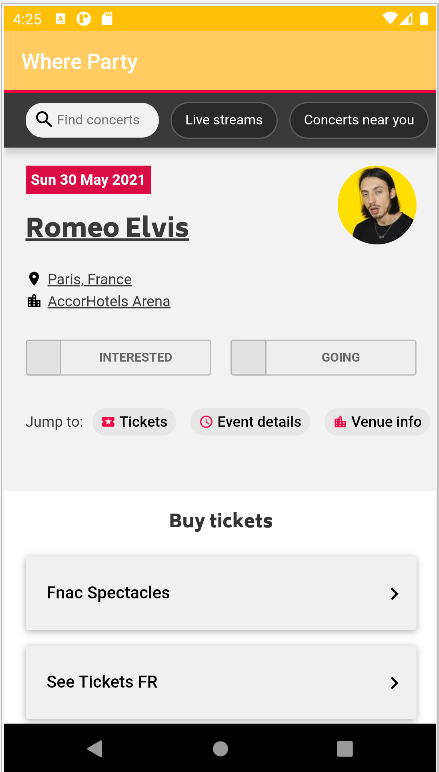 4:25
Where Party
Find concerts
Live streams
Concerts near you
Sun 30 May 2021
Romeo Elvis
Paris, France
AccorHotels Arena
INTERESTED
GOING
Jump to:
Tickets
Event details
Venue info
Buy tickets
Fnac Spectacles
See Tickets FR